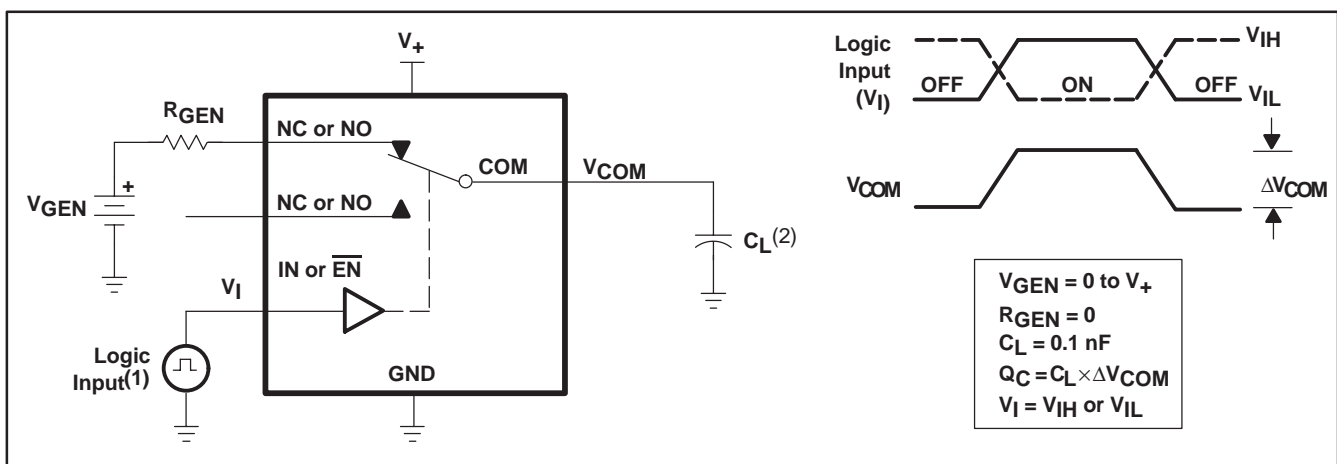 V+
RGEN
NC or NO
COM
VCOM
VGEN
+
NC or NO
CL(2)
IN or EN
VI
Logic
Input(1)
GND
Logic
Input
(VI)
OFF
ON
OFF
VIH
VIL
VCOM
ΔVCOM
VGEN = 0 to V+
RGEN = 0
CL = 0.1 nF
QC = CL × ΔVCOM
VI = VIH or VIL